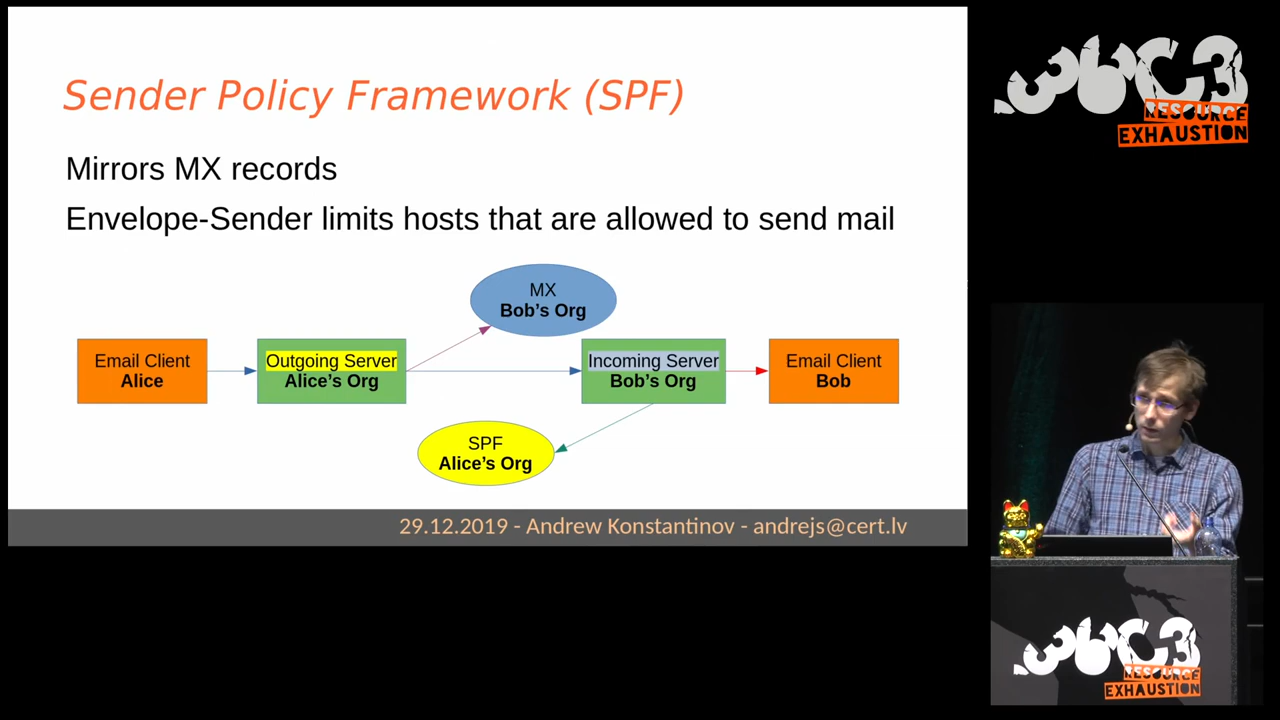 Sender Policy Framework (SPF)
Mirrors MX records
Envelope-Sender limits hosts that are allowed to send mail
MX
Bob's Org
Email Client
Alice
Outgoing Server
Alice's Org
Incoming Server
Bob's Org
Email Client
Bob
SPF
Alice's Org
29.12.2019 - Andrew Konstantinov - andrejs@cert.lv
36C3
RESOURCE
EXHAUSTION
36C3
RESOURCE
EXHAUSTION